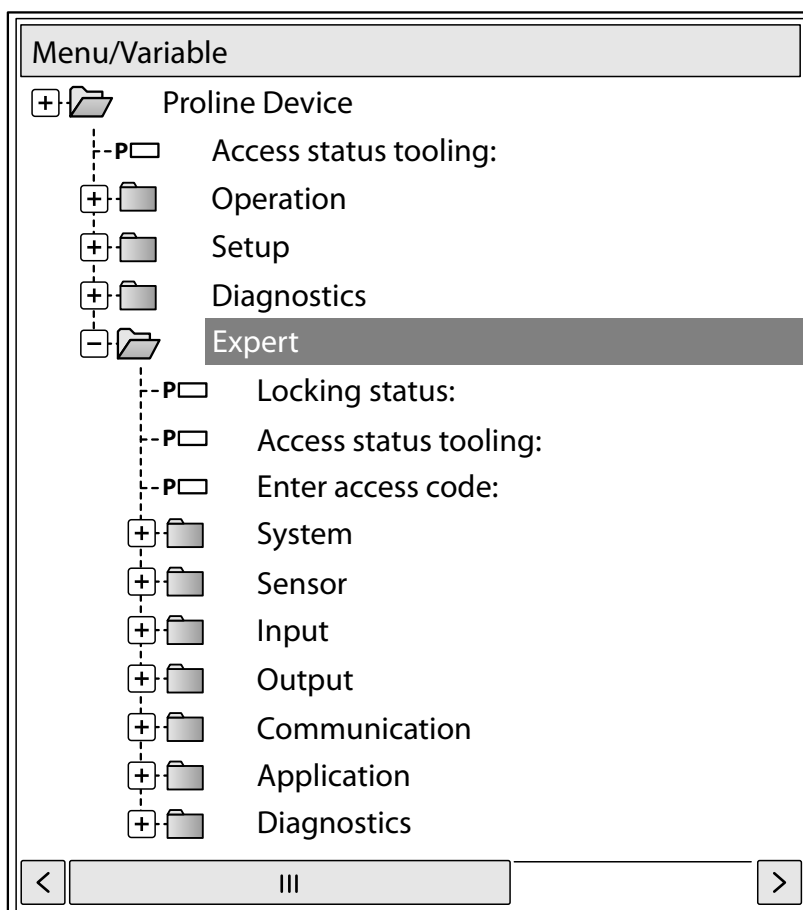 Menu/Variable
Proline Device
P Access status tooling:
Operation
Setup
Diagnostics
Expert
P Locking status:
P Access status tooling:
P Enter access code:
System
Sensor
Input
Output
Communication
Application
Diagnostics